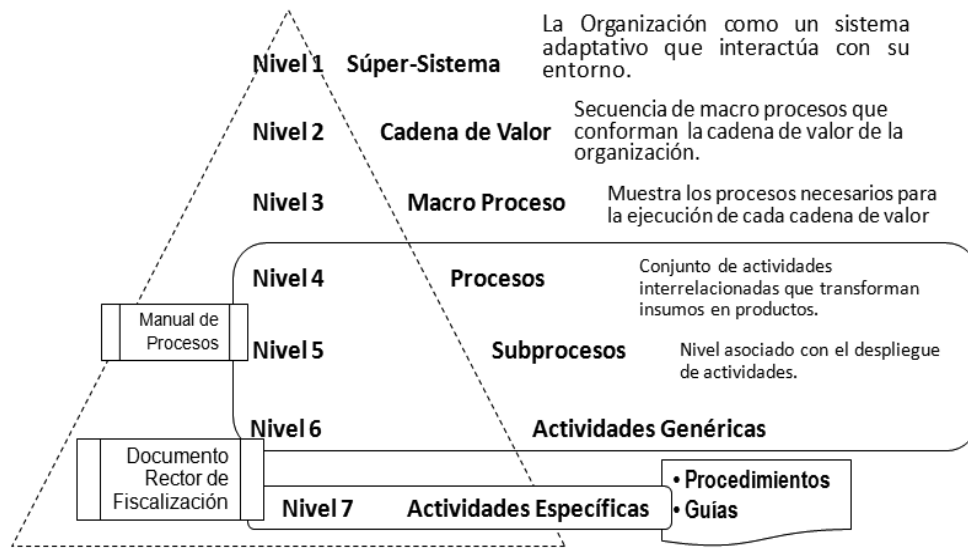 Nivel 1 Súper-Sistema
La Organización como un sistema
adaptativo que interactúa con su
entorno.
Nivel 2 Cadena de Valor
Secuencia de macro procesos que
conforman la cadena de valor de la
organización.
Nivel 3 Macro Proceso
Muestra los procesos necesarios para
la ejecución de cada cadena de valor
Nivel 4 Procesos
Conjunto de actividades
interrelacionadas que transforman
insumos en productos.
Manual de
Procesos
Nivel 5 Subprocesos
Nivel asociado con el despliegue
de actividades.
Nivel 6 Actividades Genéricas
Documento
Rector de
Fiscalización
Nivel 7 Actividades Específicas
• Procedimientos
• Guías